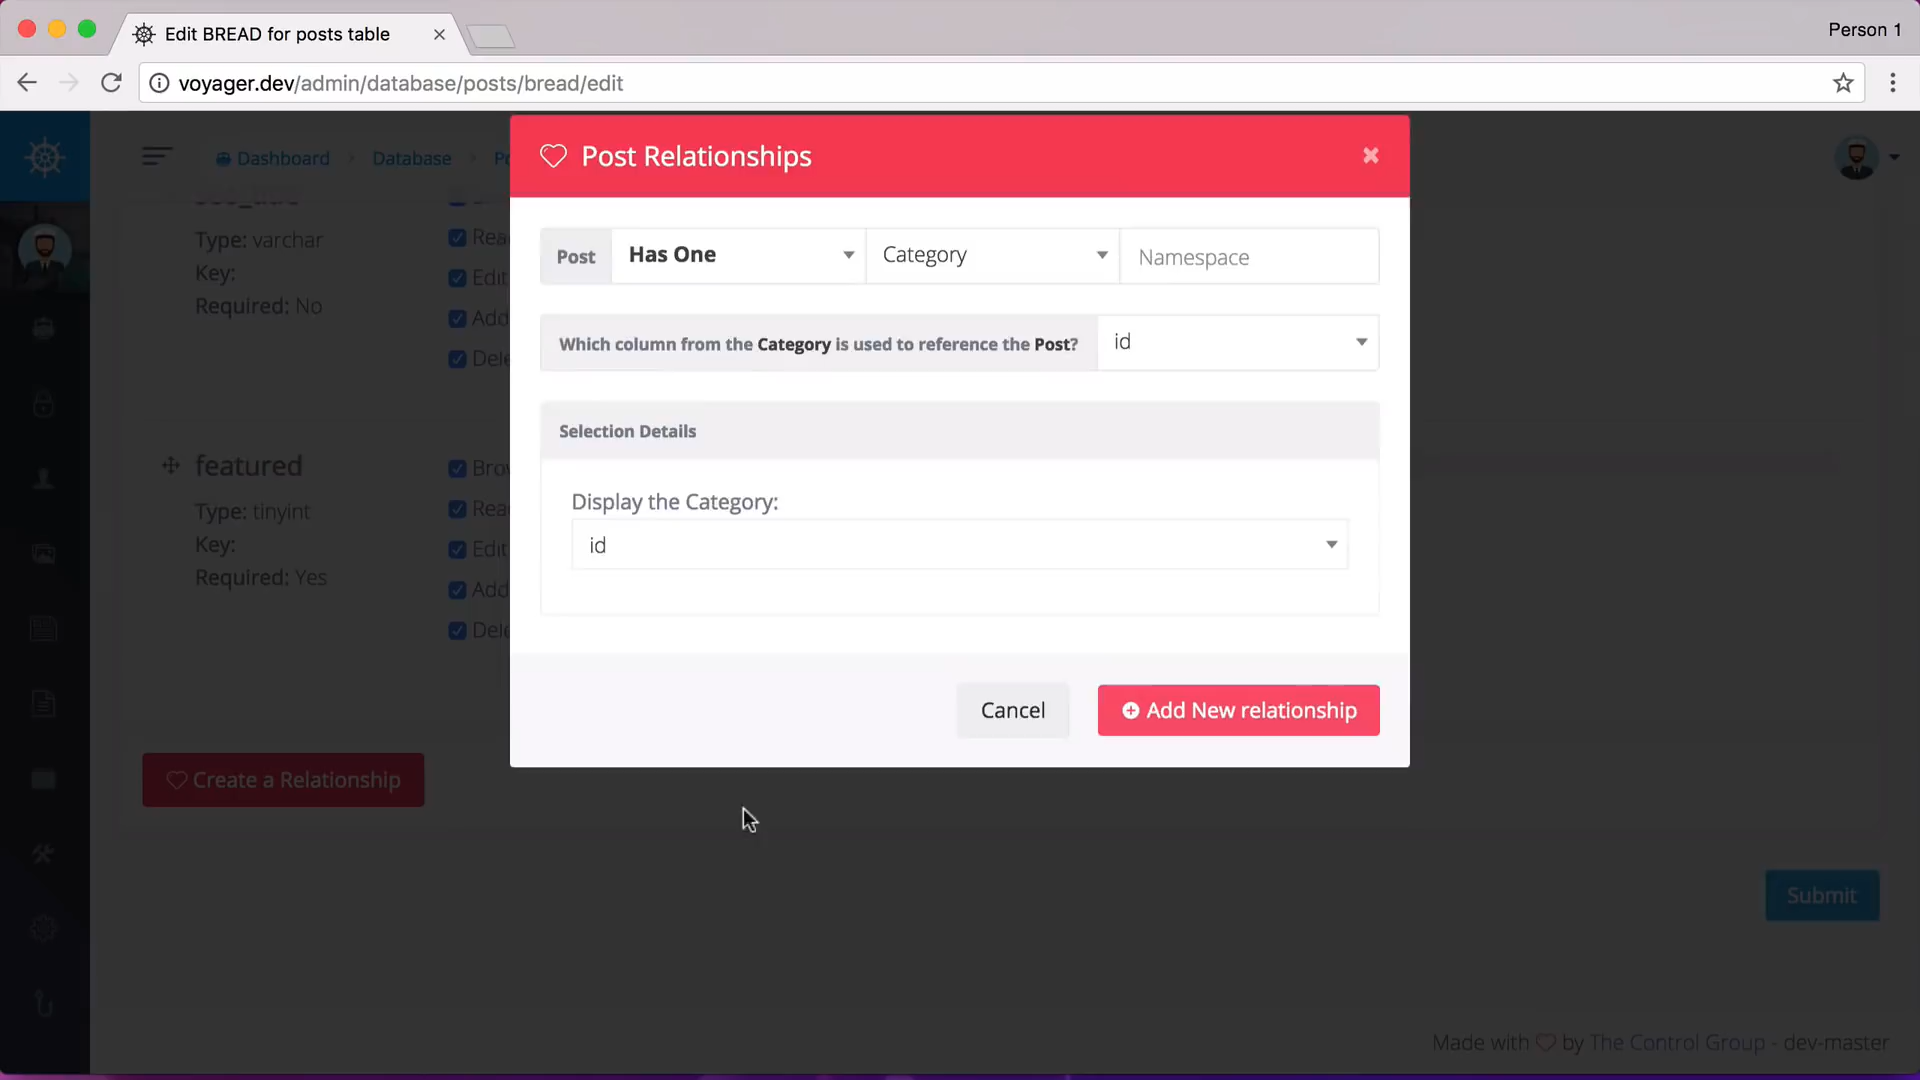 Edit BREAD for posts table
Person 1
voyager.dev/admin/database/posts/bread/edit
Dashboard
Database
Post Relationships
Type: varchar
Key:
Required: No
Post
Has One
Category
Namespace
Which column from the Category is used to reference the Post?
id
Selection Details
Display the Category:
id
featured
Type: tinyint
Key:
Required: Yes
Edit
Add
Cancel
Add New relationship
Create a Relationship
Submit
Made with by The Control Group - dev-master